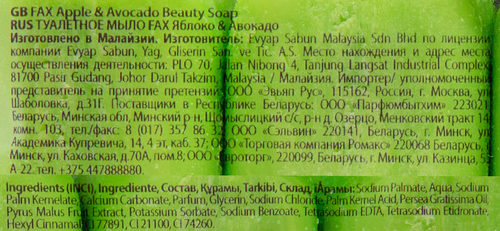 GB FAX Apple & Avocado Beauty Soap
RUS ТУАЛЕТНОЕ МЫЛО FAX Яблоко & Авокадо
Изготовлено в Малайзии. Изготовитель: Evyap Sabun Malaysia Sdn Bhd по лицензии
компании Evyap Sabun, Yag, Gliserin San. ve Tic. A,S. Место нахождения и адрес места
осуществления деятельности: PLO 70, Jalan Nibong 4, Tanjung Langsat Industrial Complex,
81700 Pasir Gudang, Johor Darul Takzim, Malaysia / Малайзия. Импортер/ уполномоченный
представитель на принятие претензий: ООО «Эвьяп Рус», 115162, Россия, г. Москва, ул.
Шаболовка, д.31Г. Поставщики в Республику Беларусь: ООО «Парфюмбытхим» 223021,
Беларусь, Минская обл, Минский р-н, Щомыслицкий с/с, р-н д. Озерцо, Менковский тракт 14,
ком. 103, тел/факс: 8 (017) 357 86 32; ООО «Сэльвин» 220141, Беларусь, г. Минск, ул.
Академика Купревича, 14, 4 эт, каб. 37; ООО «Торговая компания Ромакс» 220068 Беларусь, г.
Минск, ул. Каховская, д.70А, пом.8; ООО «Евроторг», 220099, Беларусь, г. Минск, ул Казинца, 52
А-22. тел. +375 447888880.
Ingredients (INCI), Ingrediente, Состав, Құрамы, Tarkibi, Склад, Sodium Palmate, Aqua, Sodium
Palm Kernelate, Calcium Carbonate, Parfum, Glycerin, Sodium Chloride, Palm Kernel Acid, Persea Gratissima Oil,
Pyrus Malus Fruit Extract, Potassium Sorbate, Sodium Benzoate, Tetrasodium EDTA, Tetrasodium Etidronate,
Hexyl Cinnamal, CI 77891, CI 21100, CI 74260